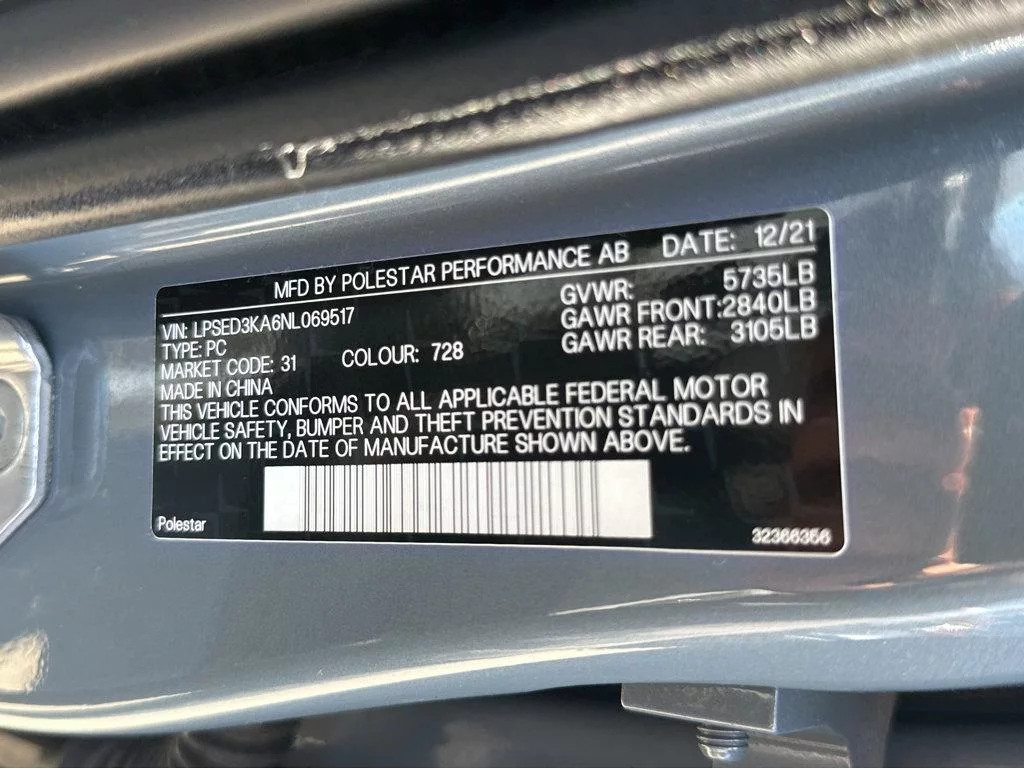 MFD BY POLESTAR PERFORMANCE AB DATE: 12/21
VIN: LPSED3KA6NL069517 GVWR: 5735LB
TYPE: PC GAWR FRONT:2840LB
MARKET CODE: 31 COLOUR: 728 GAWR REAR: 3105LB
MADE IN CHINA
THIS VEHICLE CONFORMS TO ALL APPLICABLE FEDERAL MOTOR
VEHICLE SAFETY, BUMPER AND THEFT PREVENTION STANDARDS IN
EFFECT ON THE DATE OF MANUFACTURE SHOWN ABOVE.
Polestar 32366356